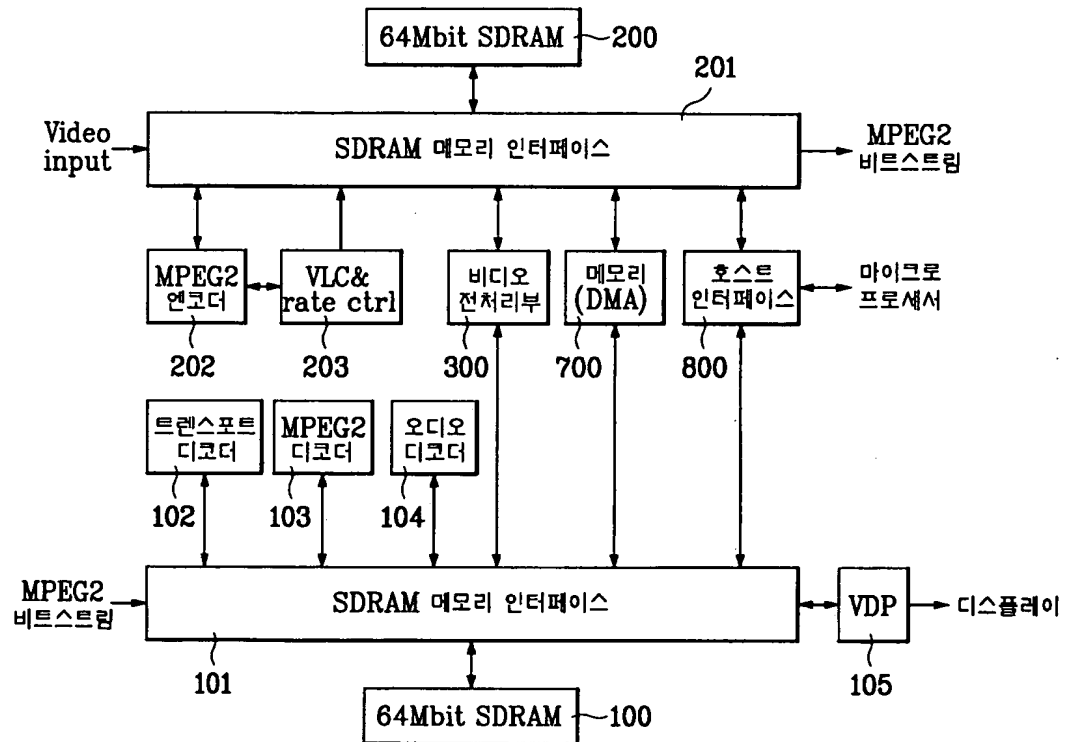 64Mbit SDRAM
200
201
Video
input
SDRAM 메모리 인터페이스
MPEG2
비트스트림
MPEG2
엔코더
VLC&
rate ctrl
비디오
전처리부
메모리
(DMA)
호스트
인터페이스
마이크로
프로세서
202
203
300
700
800
트렌스포트
디코더
MPEG2
디코더
오디오
디코더
102
103
104
MPEG2
비트스트림
SDRAM 메모리 인터페이스
VDP
디스플레이
101
105
64Mbit SDRAM
100